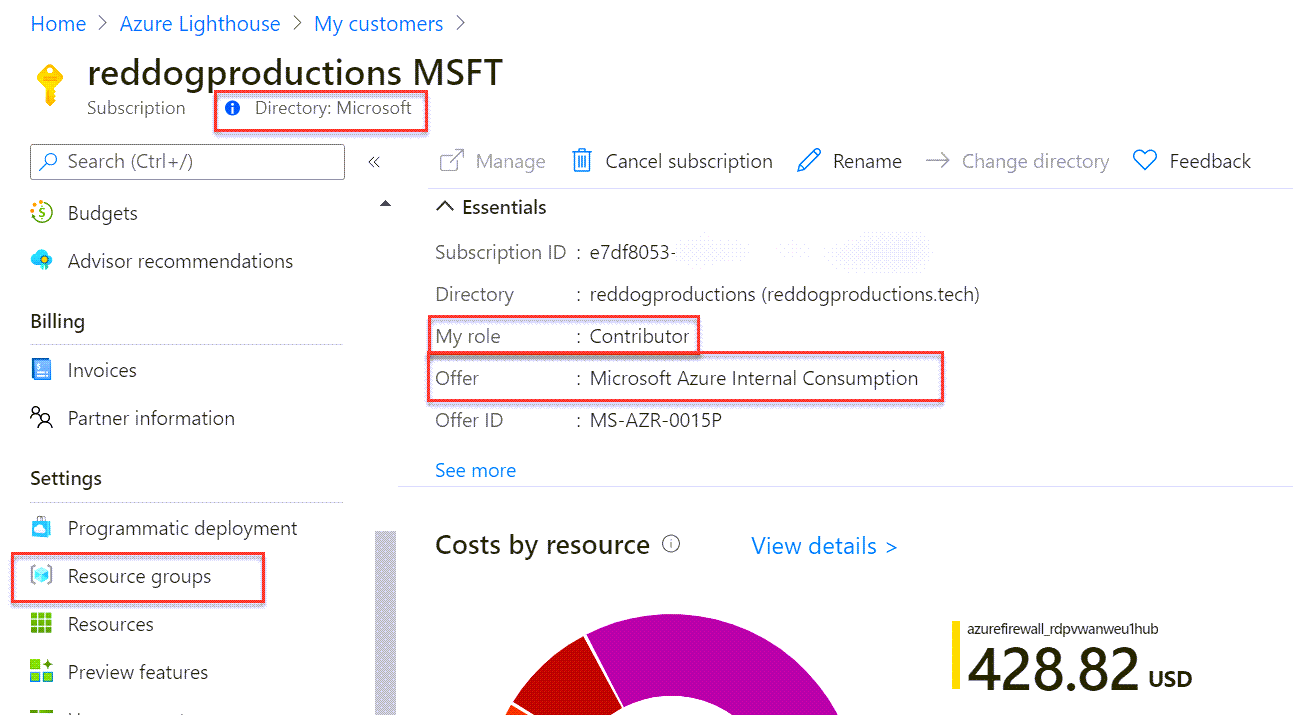 Home > Azure Lighthouse > My customers >
reddogproductions MSFT
Subscription
Directory: Microsoft
Search (Ctrl+/)
«
Budgets
Advisor recommendations
Billing
Invoices
Partner information
Settings
Programmatic deployment
Resource groups
Resources
Preview features
Manage
Cancel subscription
Rename
Change directory
Feedback
Essentials
Subscription ID : e7df8053-
Directory : reddogproductions (reddogproductions.tech)
My role : Contributor
Offer : Microsoft Azure Internal Consumption
Offer ID : MS-AZR-0015P
See more
Costs by resource
View details >
azurefirewall_rdpvwanweu1hub
428.82 USD